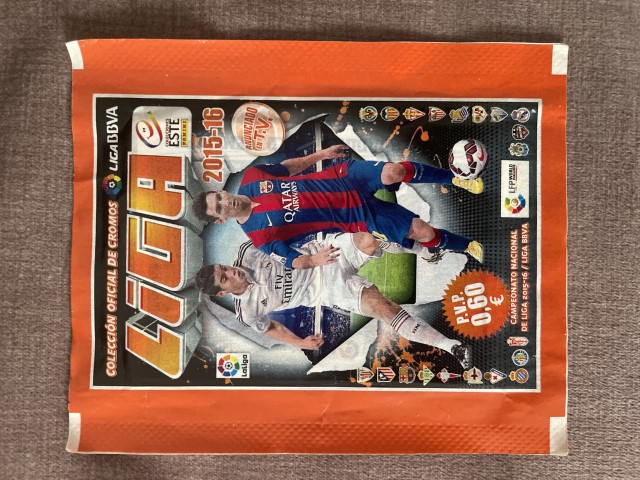 COLECCIÓN OFICIAL DE CROMOS LIGA BBVA
LiGA
COLECCIONES
ESTE
PANINI
2015-16
LaLiga
ANUNCIADO
EN T.V.
Fly
Emirates
QATAR
AIRWAYS
P.V.P.
0,60
€
CAMPEONATO NACIONAL
DE LIGA 2015-16 / LIGA BBVA
LFP WORLD